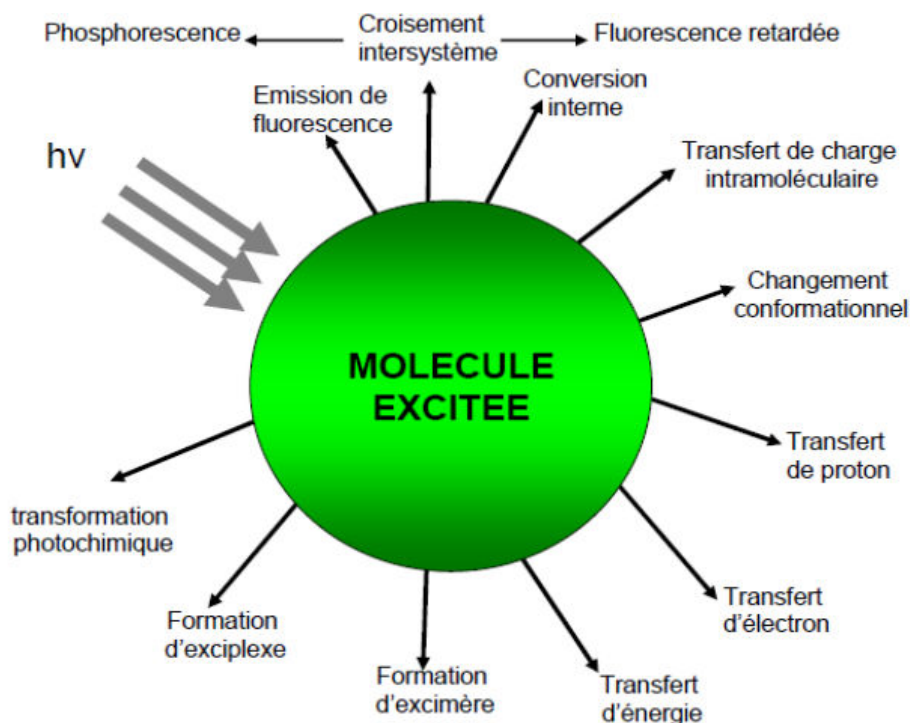 Phosphorescence
Croisement
intersystème
Fluorescence retardée
Emission de
fluorescence
Conversion
interne
hν
Transfert de charge
intramoléculaire
Changement
conformationnel
MOLECULE
EXCITEE
Transfert
de proton
transformation
photochimique
Transfert
d'électron
Formation
d'exciplexe
Formation
d'excimère
Transfert
d'énergie